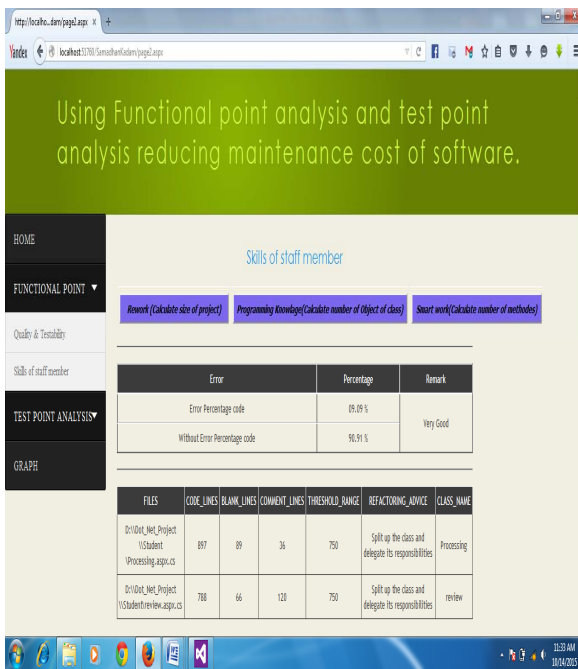 http://localho...dam/page2.aspx × +
Yandex localhost:53760/SamadhanKadam/page2.aspx
Using Functional point analysis and test point
analysis reducing maintenance cost of software.
HOME
FUNCTIONAL POINT
Quality & Testability
Skills of staff member
TEST POINT ANALYSIS
GRAPH
Skills of staff member
Rework (Calculate size of project) Programming Knowlage(Cakulate number of Object of class) Smart work(Cakulate number of methodes)
Error Percentage Remark
Error Percentage code 09.09 % Very Good
Without Error Percentage code 90.91 %
FILES CODE_LINES BLANK_LINES COMMENT_LINES THRESHOLD_RANGE REFACTORING_ADVICE CLASS_NAME
D:\\Dot_Net_Project
\\Student
\Processing.aspx.cs 897 89 36 750 Split up the class and
delegate its responsibilities Processing
D:\\Dot_Net_Project
\\Student\review.aspx.cs 788 66 120 750 Split up the class and
delegate its responsibilities review
11:33 AM
10/14/2015